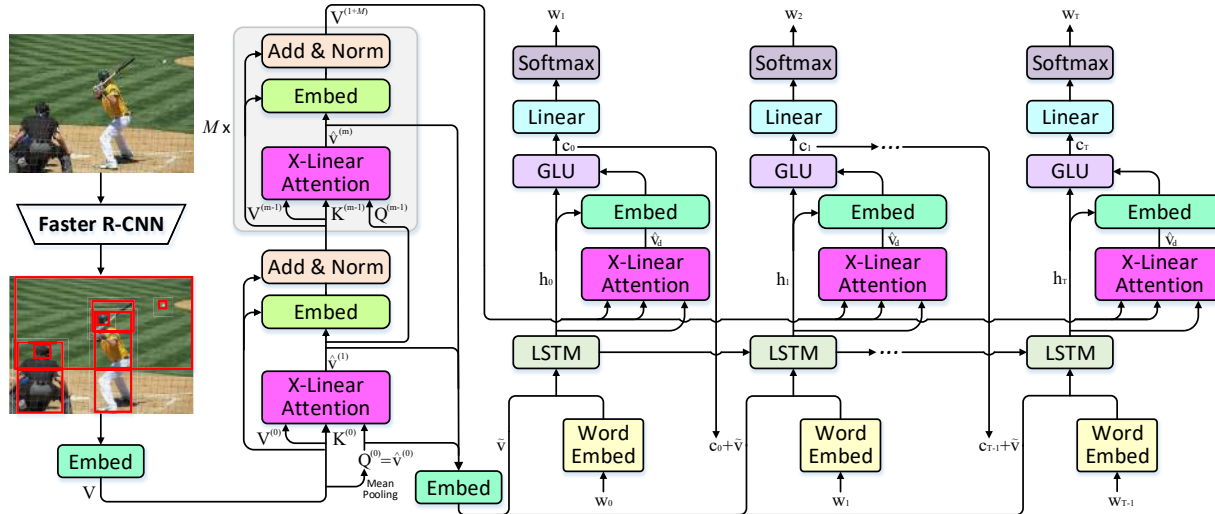 Faster R-CNN
Embed
V
V⁽¹⁺ᴹ⁾
Add & Norm
Embed
M x
v̂⁽ᵐ⁾
X-Linear
Attention
V⁽ᵐ⁻¹⁾ K⁽ᵐ⁻¹⁾ Q⁽ᵐ⁻¹⁾
Add & Norm
Embed
v̂⁽¹⁾
X-Linear
Attention
V⁽⁰⁾ K⁽⁰⁾
Q⁽⁰⁾=v̂⁽⁰⁾
Mean
Pooling
Embed
w₁
Softmax
Linear
c₀
GLU
Embed
v̂d
X-Linear
Attention
h₀
LSTM
ṽ
Word
Embed
w₀
c₀+ṽ
w₂
Softmax
Linear
c₁ ...
GLU
Embed
v̂d
X-Linear
Attention
h₁
LSTM
...
Word
Embed
w₁
cT-1+ṽ
wT
Softmax
Linear
cT
GLU
Embed
v̂d
X-Linear
Attention
hT
LSTM
Word
Embed
wT-1